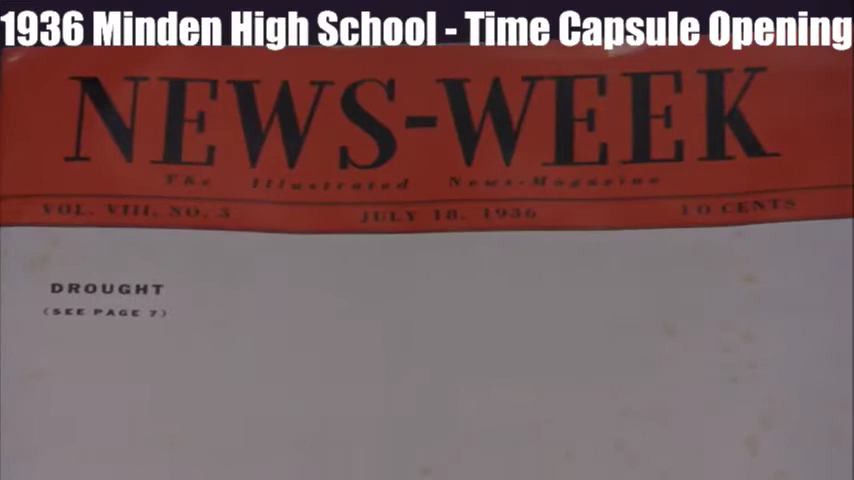 1936 Minden High School - Time Capsule Opening
NEWS-WEEK
The Illustrated News-Magazine
VOL. VIII, NO. 3 JULY 18, 1936 10 CENTS
DROUGHT
(SEE PAGE 7)